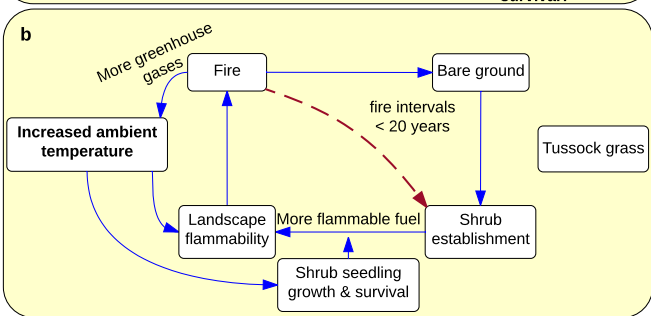 b
More greenhouse
gases
Fire
Bare ground
fire intervals
< 20 years
Increased ambient
temperature
Tussock grass
Landscape
flammability
More flammable fuel
Shrub
establishment
Shrub seedling
growth & survival